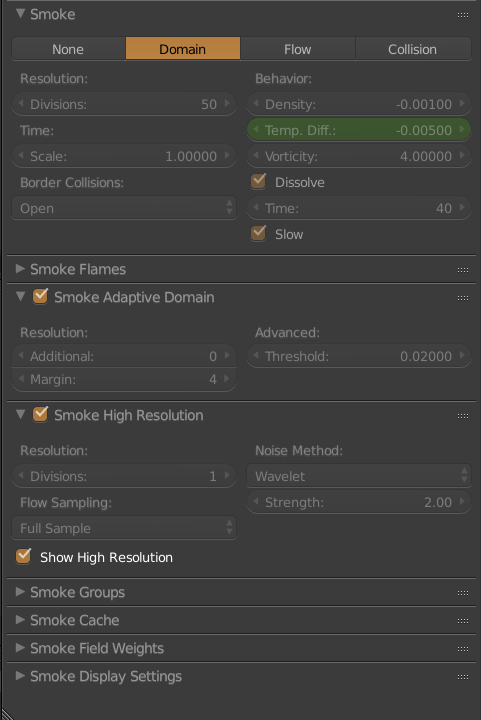 Smoke
None Domain Flow Collision
Resolution: Behavior:
Divisions: 50 Density: -0.00100
Time: Temp. Diff.: -0.00500
Scale: 1.00000 Vorticity: 4.00000
Border Collisions: Dissolve
Open Time: 40
Slow
Smoke Flames
Smoke Adaptive Domain
Resolution: Advanced:
Additional: 0 Threshold: 0.02000
Margin: 4
Smoke High Resolution
Resolution: Noise Method:
Divisions: 1 Wavelet
Flow Sampling: Strength: 2.00
Full Sample
Show High Resolution
Smoke Groups
Smoke Cache
Smoke Field Weights
Smoke Display Settings